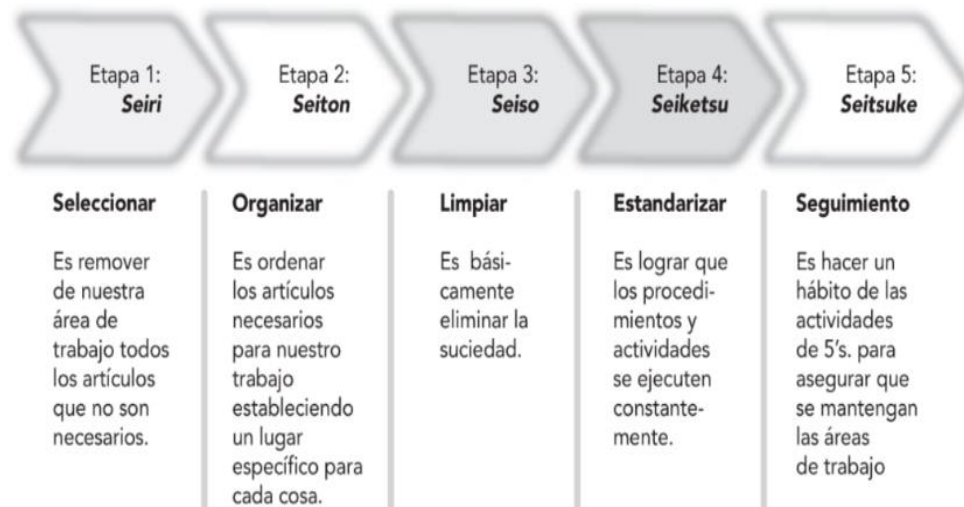 Etapa 1:
Seiri
Etapa 2:
Seiton
Etapa 3:
Seiso
Etapa 4:
Seiketsu
Etapa 5:
Seitsuke
Seleccionar
Es remover
de nuestra
área de
trabajo todos
los artículos
que no son
necesarios.
Organizar
Es ordenar
los artículos
necesarios
para nuestro
trabajo
estableciendo
un lugar
específico para
cada cosa.
Limpiar
Es bási-
camente
eliminar la
suciedad.
Estandarizar
Es lograr que
los procedi-
mientos y
actividades
se ejecuten
constante-
mente.
Seguimiento
Es hacer un
hábito de las
actividades
de 5's. para
asegurar que
se mantengan
las áreas
de trabajo